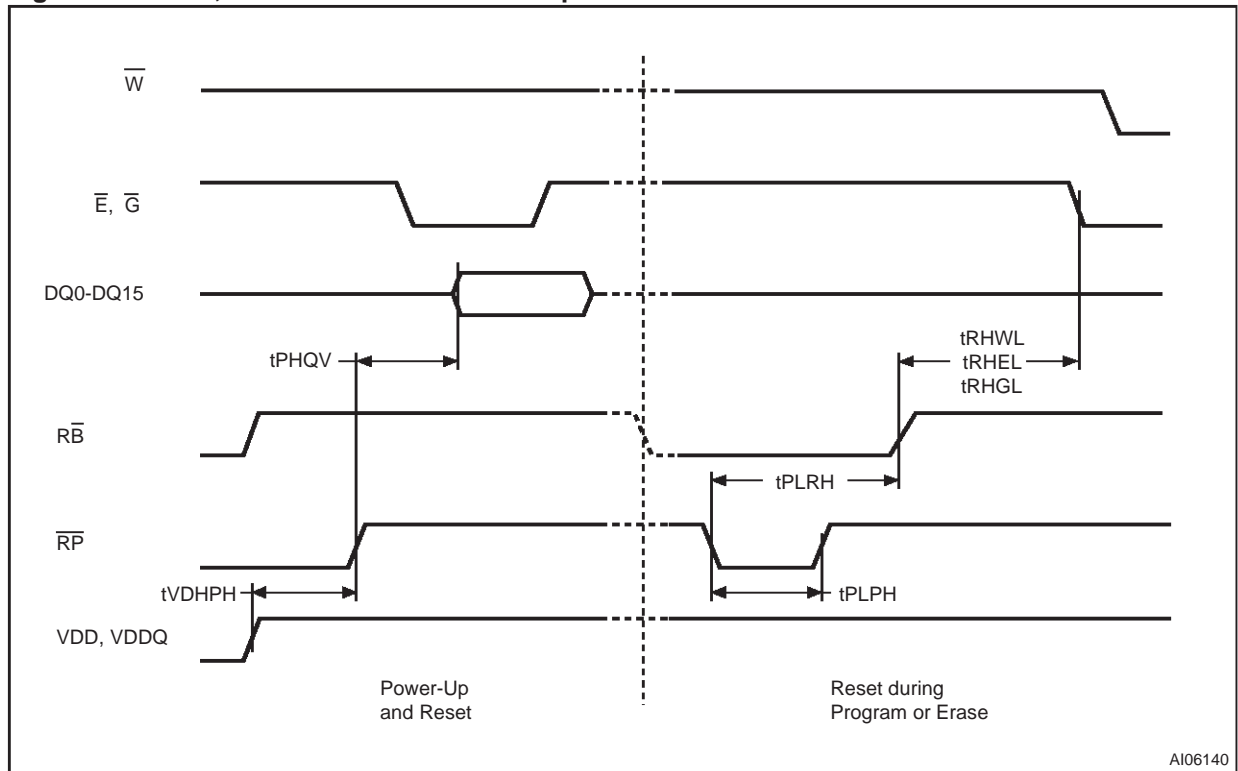 W̅
E̅, G̅
DQ0-DQ15
tPHQV
tRHWL
tRHEL
tRHGL
RB̅
tPLRH
R̅P̅
tVDHPH
tPLPH
VDD, VDDQ
Power-Up
and Reset
Reset during
Program or Erase
AI06140